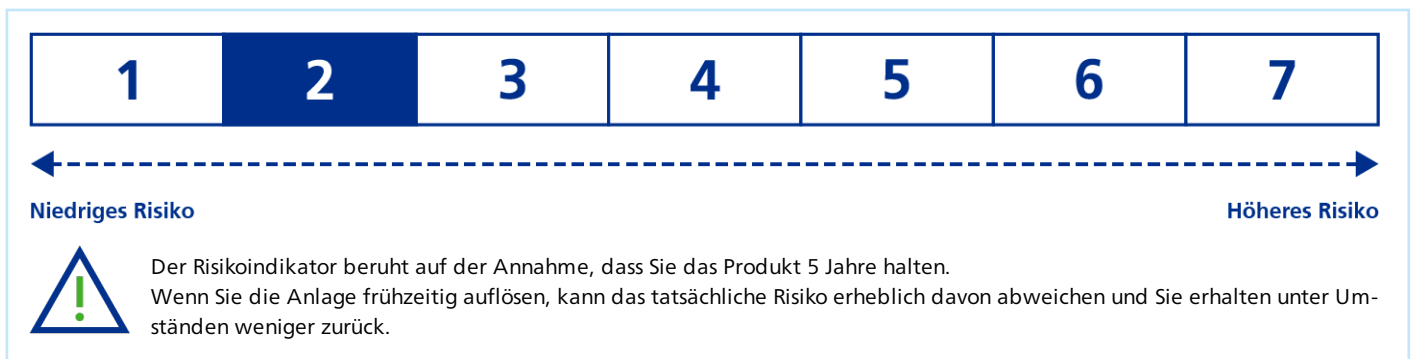 1 2 3 4 5 6 7
Niedriges Risiko Höheres Risiko
Der Risikoindikator beruht auf der Annahme, dass Sie das Produkt 5 Jahre halten.
Wenn Sie die Anlage frühzeitig auflösen, kann das tatsächliche Risiko erheblich davon abweichen und Sie erhalten unter Um-
ständen weniger zurück.